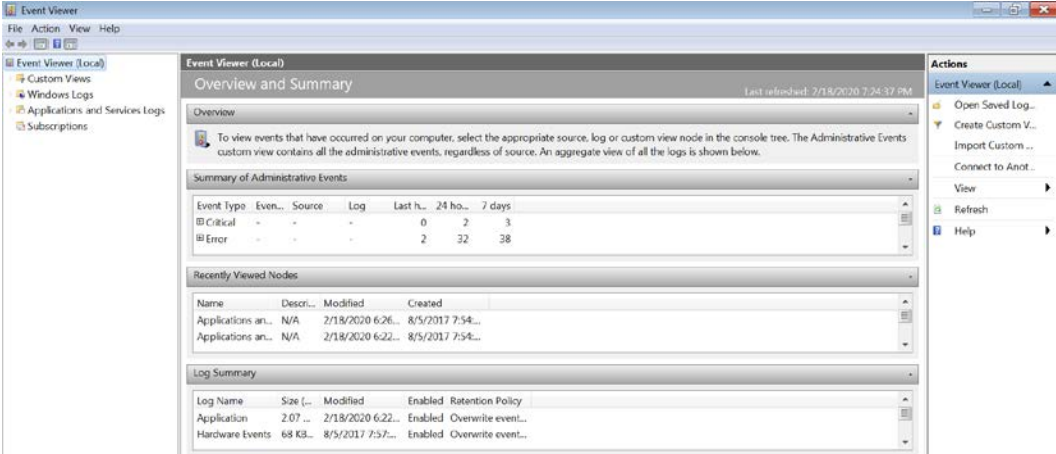 Event Viewer
File Action View Help
Event Viewer (Local)
Custom Views
Windows Logs
Applications and Services Logs
Subscriptions
Event Viewer (Local)
Overview and Summary
Last refreshed: 2/18/2020 7:24:37 PM
Overview
To view events that have occurred on your computer, select the appropriate source, log or custom view node in the console tree. The Administrative Events
custom view contains all the administrative events, regardless of source. An aggregate view of all the logs is shown below.
Summary of Administrative Events
Event Type Even... Source Log Last h... 24 ho... 7 days
Critical - - - 0 2 3
Error - - - 2 32 38
Recently Viewed Nodes
Name Descri... Modified Created
Applications an... N/A 2/18/2020 6:26... 8/5/2017 7:54:...
Applications an... N/A 2/18/2020 6:22... 8/5/2017 7:54:...
Log Summary
Log Name Size (... Modified Enabled Retention Policy
Application 2.07 ... 2/18/2020 6:22... Enabled Overwrite event...
Hardware Events 68 KB... 8/5/2017 7:57:... Enabled Overwrite event...
Actions
Event Viewer (Local)
Open Saved Log...
Create Custom V...
Import Custom ...
Connect to Anot...
View
Refresh
Help